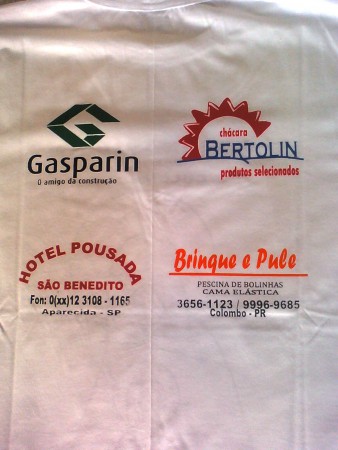 Gasparin
O amigo da construção
chácara
BERTOLIN
produtos selecionados
HOTEL POUSADA
SÃO BENEDITO
Fon: 0(xx)12 3108 - 1165
Aparecida - SP
Brinque e Pule
PISCINA DE BOLINHAS
CAMA ELÁSTICA
3656-1123 / 9996-9685
Colombo - PR